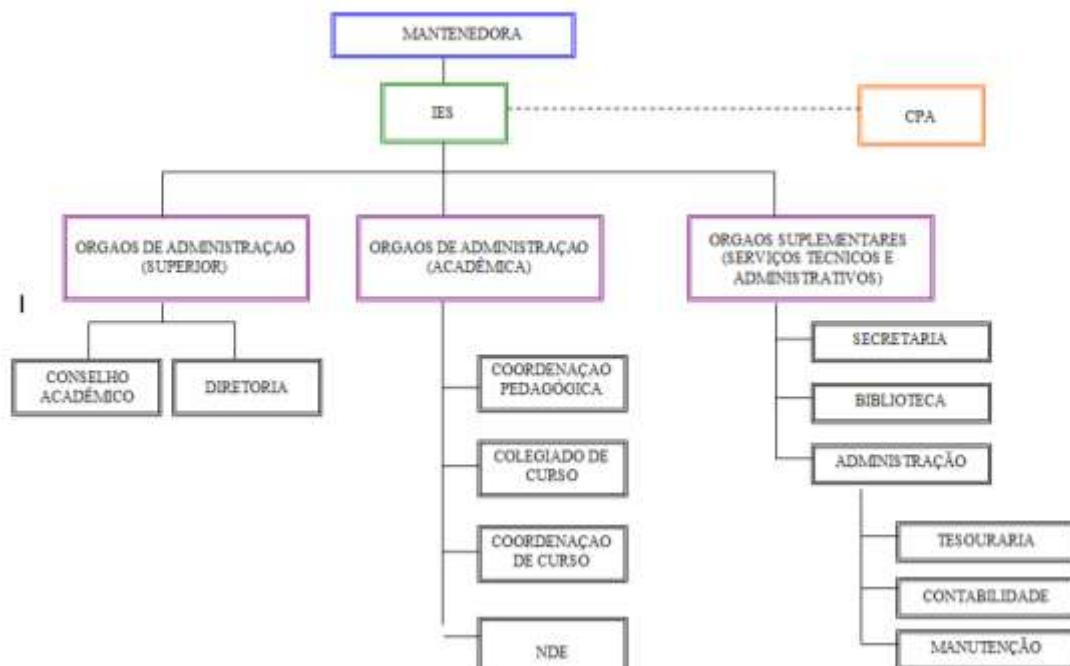 MANTENEDORA
IES
CPA
ORGAOS DE ADMINISTRAÇAO
(SUPERIOR)
ORGAOS DE ADMINISTRAÇAO
(ACADÊMICA)
ORGAOS SUPLEMENTARES
(SERVIÇOS TECNICOS E
ADMINISTRATIVOS)
CONSELHO
ACADÊMICO
DIRETORIA
COORDENAÇAO
PEDAGÓGICA
COLEGIADO DE
CURSO
COORDENAÇAO
DE CURSO
NDE
SECRETARIA
BIBLIOTECA
ADMINISTRAÇÃO
TESOURARIA
CONTABILIDADE
MANUTENÇÃO